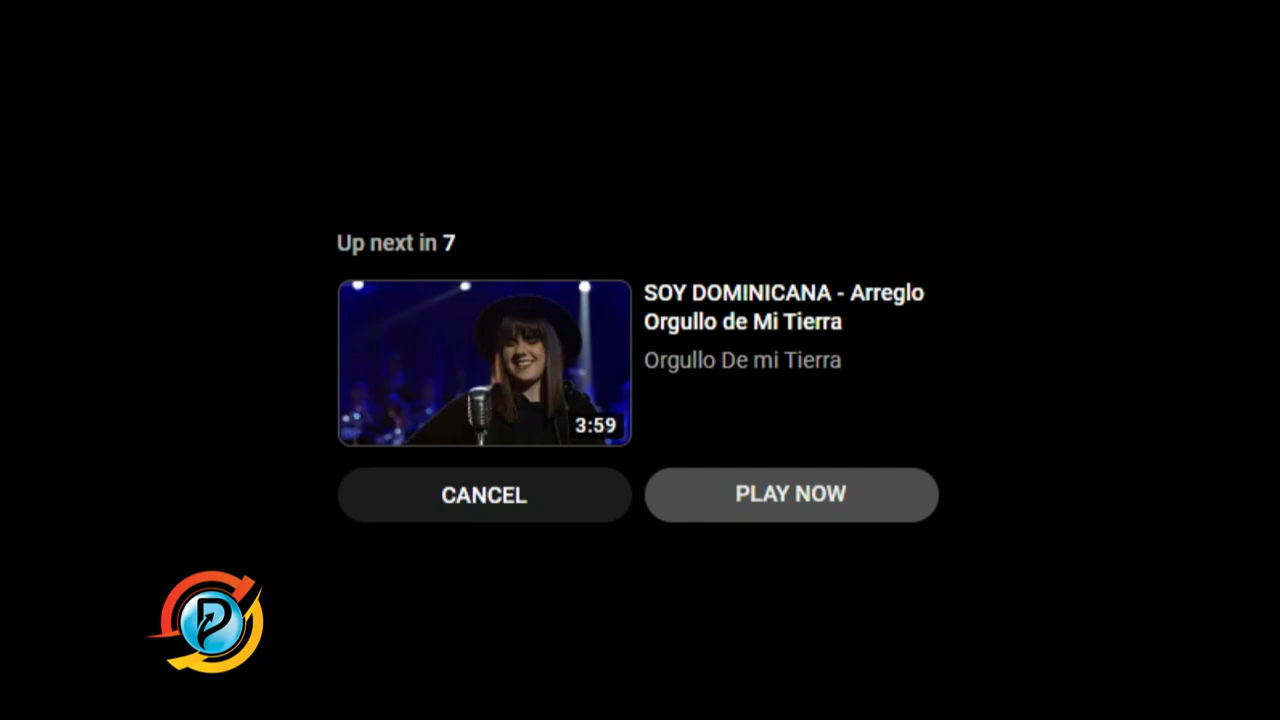 Up next in 7
SOY DOMINICANA - Arreglo
Orgullo de Mi Tierra
Orgullo De mi Tierra
3:59
CANCEL
PLAY NOW
P